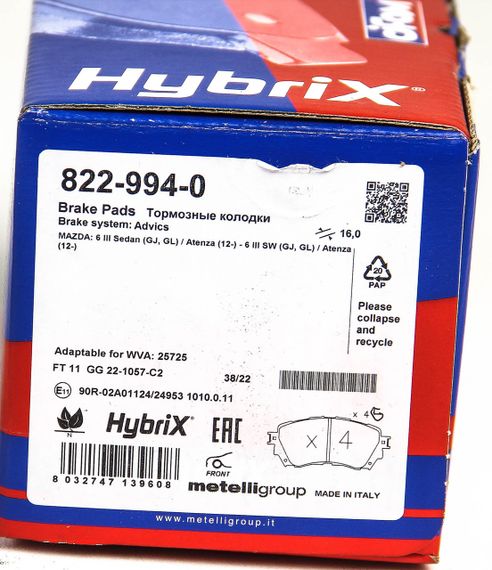 HybriX®
822-994-0
Brake Pads Тормозные колодки
Brake system: Advics
MAZDA: 6 III Sedan (GJ, GL) / Atenza (12-) - 6 III SW (GJ, GL) / Atenza
(12-)
16,0
20
PAP
Please
collapse
and
recycle
Adaptable for WVA: 25725
FT 11 GG 22-1057-C2
38/22
E11 90R-02A01124/24953 1010.0.11
N
HybriX®
EAC
x 4
x 4
FRONT
8 032747 139608
metelligroup
MADE IN ITALY
www.metelligroup.it